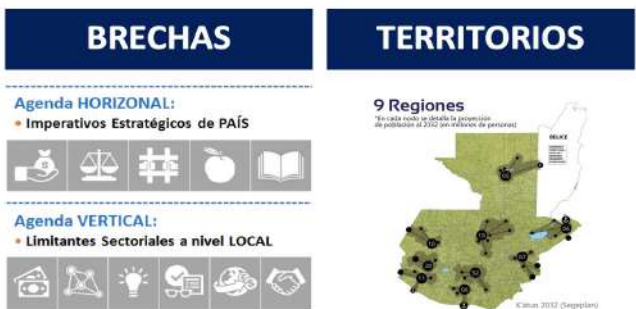 BRECHAS
TERRITORIOS
Agenda HORIZONAL:
• Imperativos Estratégicos de PAÍS
Agenda VERTICAL:
• Limitantes Sectoriales a nivel LOCAL
9 Regiones
*En cada nodo se detalla la proyección
de población al 2032 (en millones de personas)
BELICE
K'atun 2032 (Segeplan)